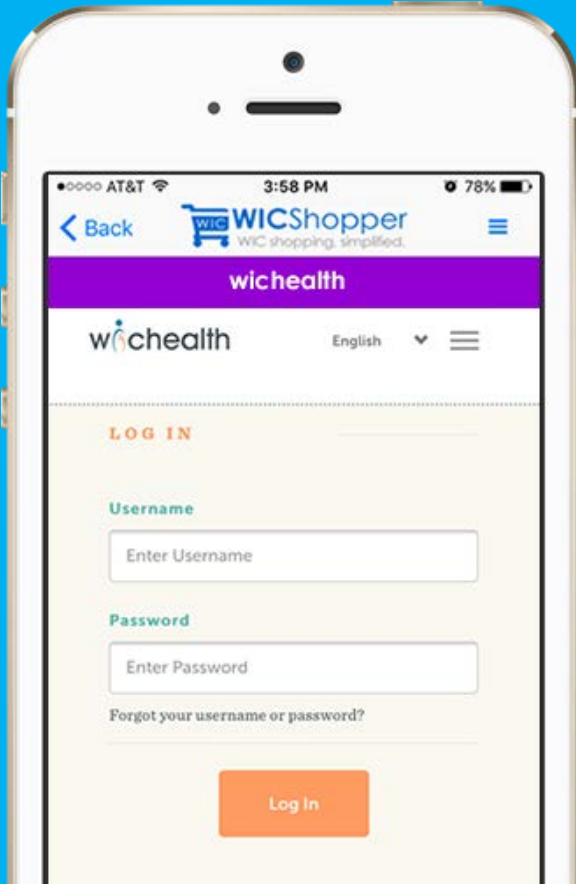 AT&T 3:58 PM 78%
Back WIC WICShopper
WIC shopping, simplified.
wichealth
wichealth English
LOG IN
Username
Enter Username
Password
Enter Password
Forgot your username or password?
Log In